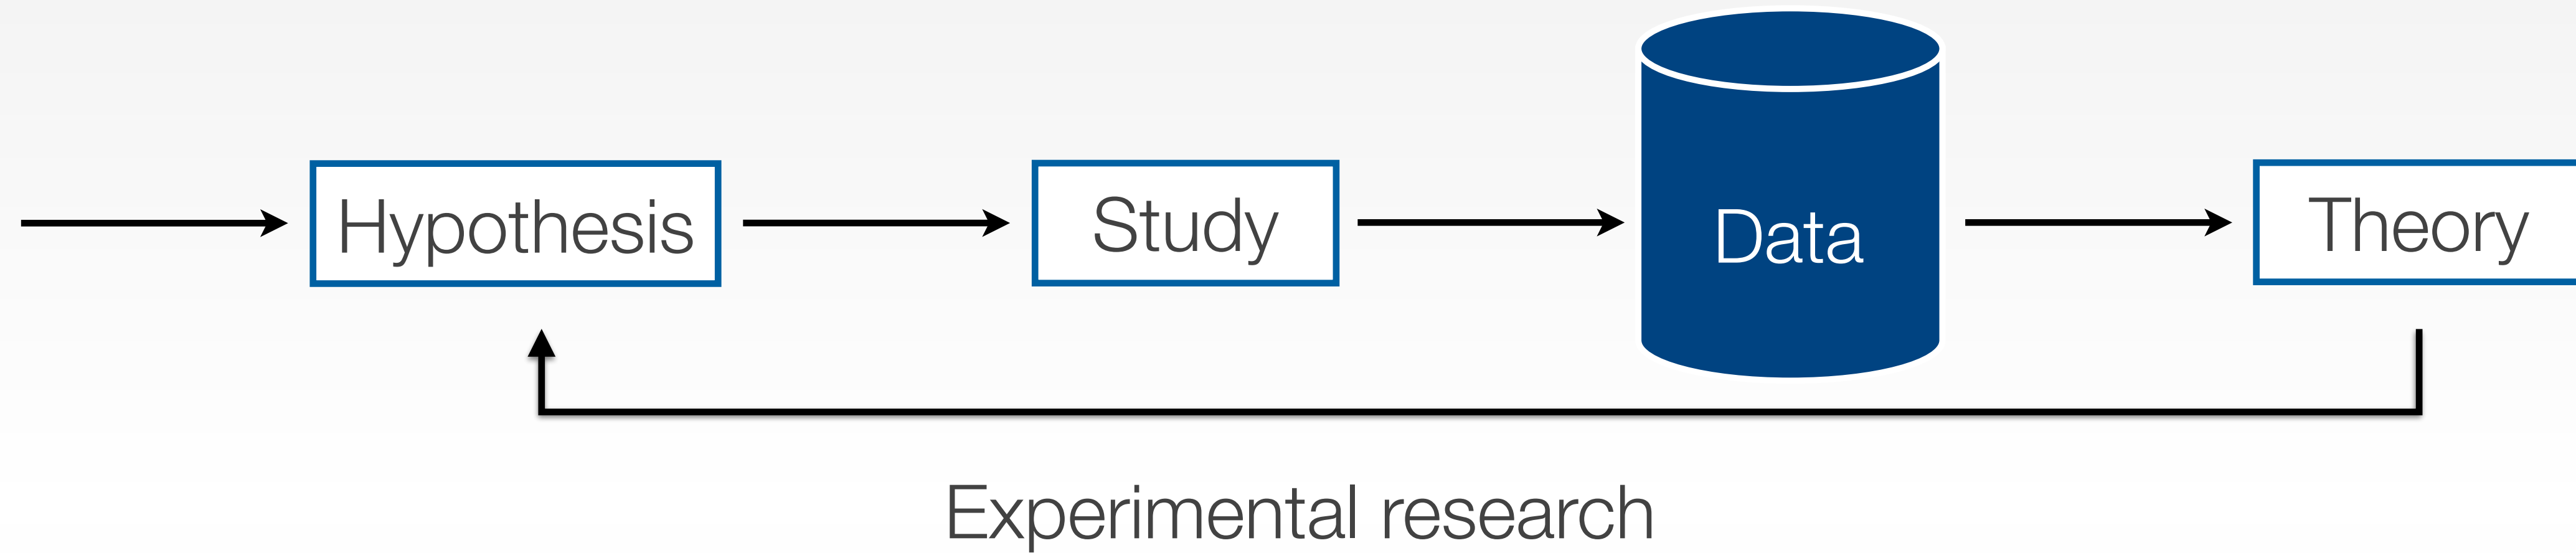 Hypothesis
Study
Data
Theory
Experimental research